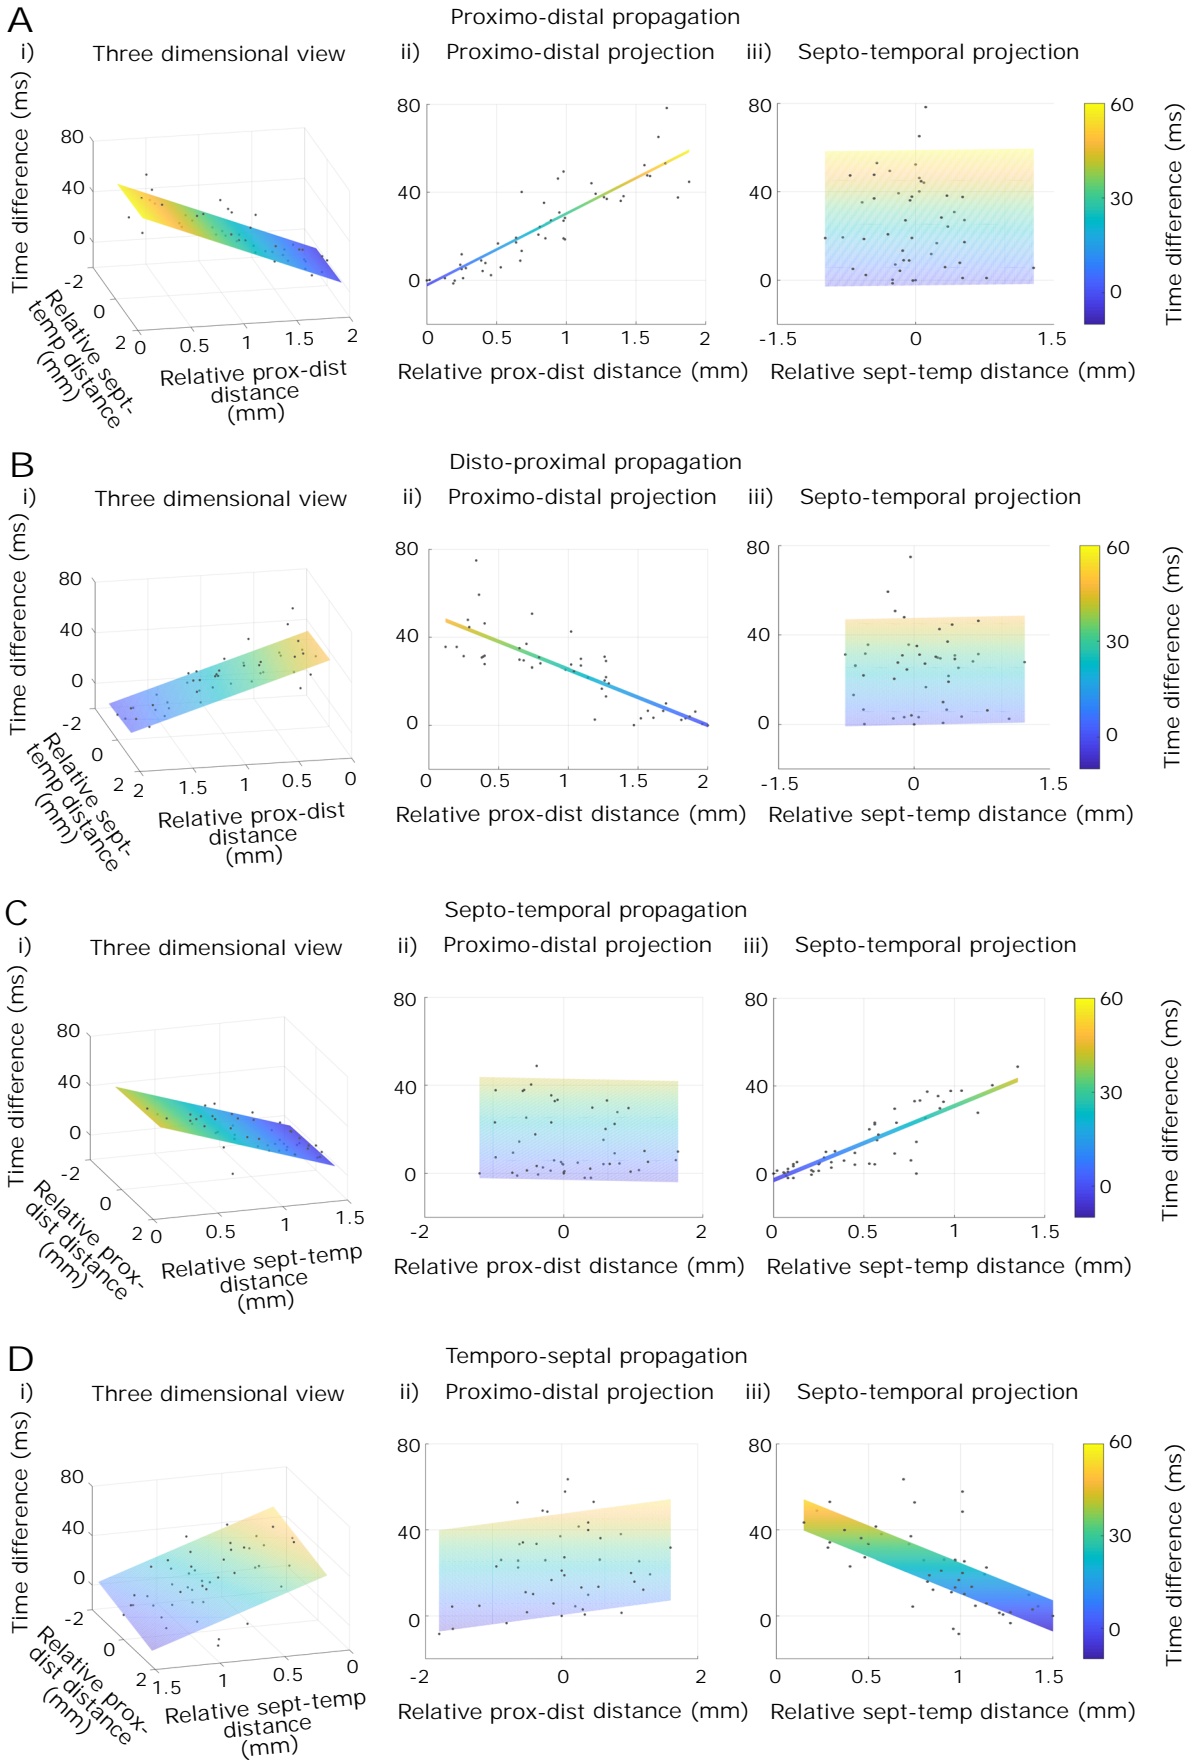 A
Proximo-distal propagation
i) Three dimensional view
ii) Proximo-distal projection
iii) Septo-temporal projection
Time difference (ms)
80
40
0
-2
0
2
Relative sept-
temp distance
(mm)
0 0.5 1 1.5 2
Relative prox-dist
distance
(mm)
80
40
0
0 0.5 1 1.5 2
Relative prox-dist distance (mm)
80
40
0
-1.5 0 1.5
Relative sept-temp distance (mm)
60
30
0
Time difference (ms)
B
Disto-proximal propagation
i) Three dimensional view
ii) Proximo-distal projection
iii) Septo-temporal projection
Time difference (ms)
80
40
0
-2
0
2
Relative sept-
temp distance
(mm)
2 1.5 1 0.5 0
Relative prox-dist
distance
(mm)
80
40
0
0 0.5 1 1.5 2
Relative prox-dist distance (mm)
80
40
0
-1.5 0 1.5
Relative sept-temp distance (mm)
60
30
0
Time difference (ms)
C
Septo-temporal propagation
i) Three dimensional view
ii) Proximo-distal projection
iii) Septo-temporal projection
Time difference (ms)
80
40
0
-2
0
2
Relative prox-
dist distance
(mm)
0 0.5 1 1.5
Relative sept-temp
distance
(mm)
80
40
0
-2 0 2
Relative prox-dist distance (mm)
80
40
0
0 0.5 1 1.5
Relative sept-temp distance (mm)
60
30
0
Time difference (ms)
D
Temporo-septal propagation
i) Three dimensional view
ii) Proximo-distal projection
iii) Septo-temporal projection
Time difference (ms)
80
40
0
-2
0
2
Relative prox-
dist distance
(mm)
1.5 1 0.5 0
Relative sept-temp
distance
(mm)
80
40
0
-2 0 2
Relative prox-dist distance (mm)
80
40
0
0 0.5 1 1.5
Relative sept-temp distance (mm)
60
30
0
Time difference (ms)